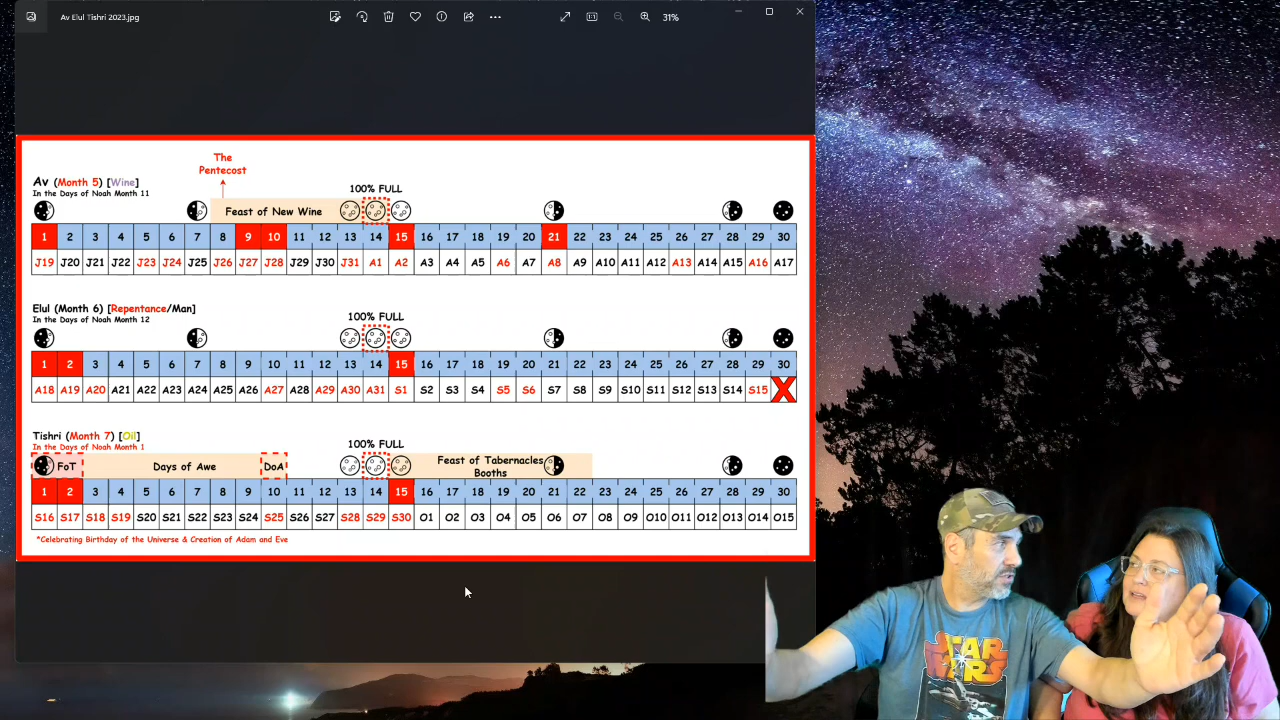 Av Elul Tishri 2023.jpg
31%
The
Pentecost
Av (Month 5) [Wine]
In the Days of Noah Month 11
100% FULL
Feast of New Wine
1 2 3 4 5 6 7 8 9 10 11 12 13 14 15 16 17 18 19 20 21 22 23 24 25 26 27 28 29 30
J19 J20 J21 J22 J23 J24 J25 J26 J27 J28 J29 J30 J31 A1 A2 A3 A4 A5 A6 A7 A8 A9 A10 A11 A12 A13 A14 A15 A16 A17
Elul (Month 6) [Repentance/Man]
In the Days of Noah Month 12
100% FULL
1 2 3 4 5 6 7 8 9 10 11 12 13 14 15 16 17 18 19 20 21 22 23 24 25 26 27 28 29 30
A18 A19 A20 A21 A22 A23 A24 A25 A26 A27 A28 A29 A30 A31 S1 S2 S3 S4 S5 S6 S7 S8 S9 S10 S11 S12 S13 S14 S15 X
Tishri (Month 7) [Oil]
In the Days of Noah Month 1
100% FULL
FoT Days of Awe DoA Feast of Tabernacles
Booths
1 2 3 4 5 6 7 8 9 10 11 12 13 14 15 16 17 18 19 20 21 22 23 24 25 26 27 28 29 30
S16 S17 S18 S19 S20 S21 S22 S23 S24 S25 S26 S27 S28 S29 S30 O1 O2 O3 O4 O5 O6 O7 O8 O9 O10 O11 O12 O13 O14 O15
*Celebrating Birthday of the Universe & Creation of Adam and Eve
STAR
WARS